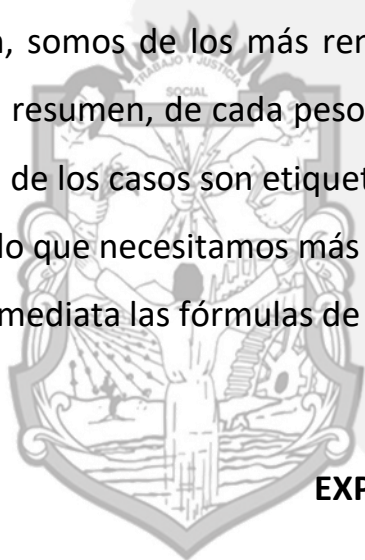 , somos de los más ren
TRABAJO Y JUSTICIA
SOCIAL
resumen, de cada peso
de los casos son etiquet
lo que necesitamos más
mediata las fórmulas de
EXP